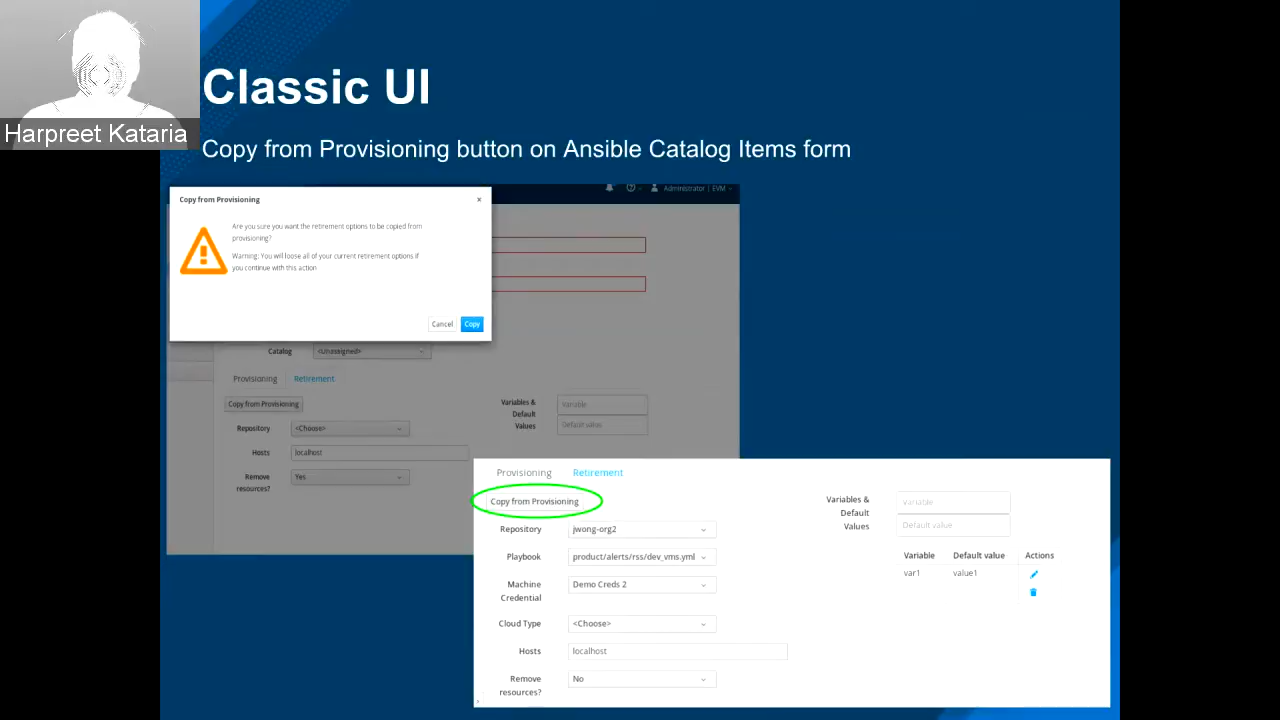 Harpreet Kataria
Classic UI
Copy from Provisioning button on Ansible Catalog Items form
Administrator | EVM
Copy from Provisioning
×
Are you sure you want the retirement options to be copied from
provisioning?
Warning: You will loose all of your current retirement options if
you continue with this action
Cancel
Copy
Catalog
<Unassigned>
Provisioning
Retirement
Copy from Provisioning
Repository
<Choose>
Hosts
localhost
Remove
resources?
Yes
Variables &
Default
Values
Variable
Default value
Provisioning
Retirement
Copy from Provisioning
Repository
jwong-org2
Playbook
product/alerts/rss/dev_vms.yml
Machine
Credential
Demo Creds 2
Cloud Type
<Choose>
Hosts
localhost
Remove
resources?
No
Variables &
Default
Values
Variable
Default value
Variable Default value Actions
var1 value1